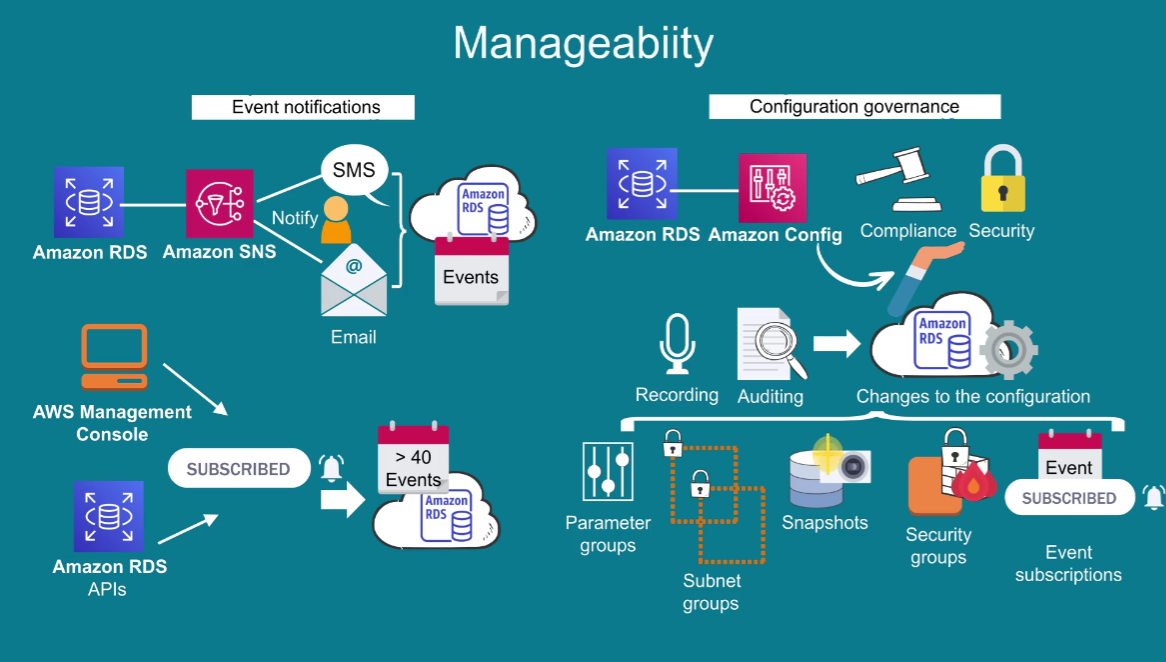 Manageabiity
Event notifications
Amazon RDS
Amazon SNS
SMS
Notify
@
Email
Amazon
RDS
Events
AWS Management
Console
Amazon RDS
APIs
SUBSCRIBED
> 40
Events
Amazon
RDS
Configuration governance
Amazon RDS
Amazon Config
Compliance
Security
Recording
Auditing
Amazon
RDS
Changes to the configuration
Parameter
groups
Subnet
groups
Snapshots
Security
groups
Event
SUBSCRIBED
Event
subscriptions